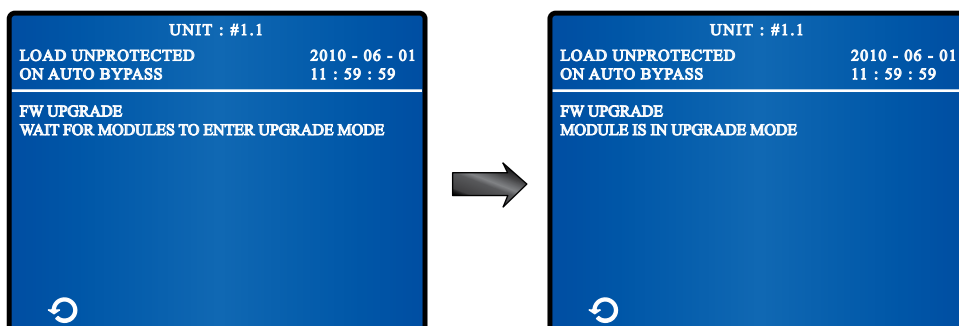 UNIT : #1.1
LOAD UNPROTECTED 2010 - 06 - 01
ON AUTO BYPASS 11 : 59 : 59
FW UPGRADE
WAIT FOR MODULES TO ENTER UPGRADE MODE
UNIT : #1.1
LOAD UNPROTECTED 2010 - 06 - 01
ON AUTO BYPASS 11 : 59 : 59
FW UPGRADE
MODULE IS IN UPGRADE MODE